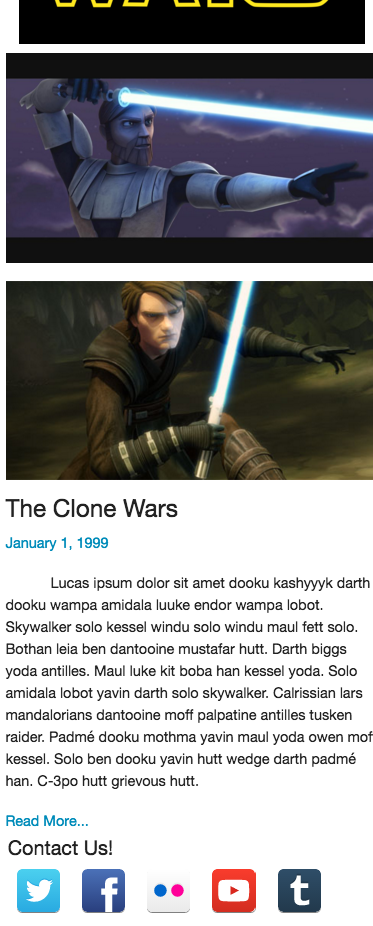 The Clone Wars
January 1, 1999
Lucas ipsum dolor sit amet dooku kashyyyk darth
dooku wampa amidala luuke endor wampa lobot.
Skywalker solo kessel windu solo windu maul fett solo.
Bothan leia ben dantooine mustafar hutt. Darth biggs
yoda antilles. Maul luke kit boba han kessel yoda. Solo
amidala lobot yavin darth solo skywalker. Calrissian lars
mandalorians dantooine moff palpatine antilles tusken
raider. Padmé dooku mothma yavin maul yoda owen mof
kessel. Solo ben dooku yavin hutt wedge darth padmé
han. C-3po hutt grievous hutt.
Read More...
Contact Us!